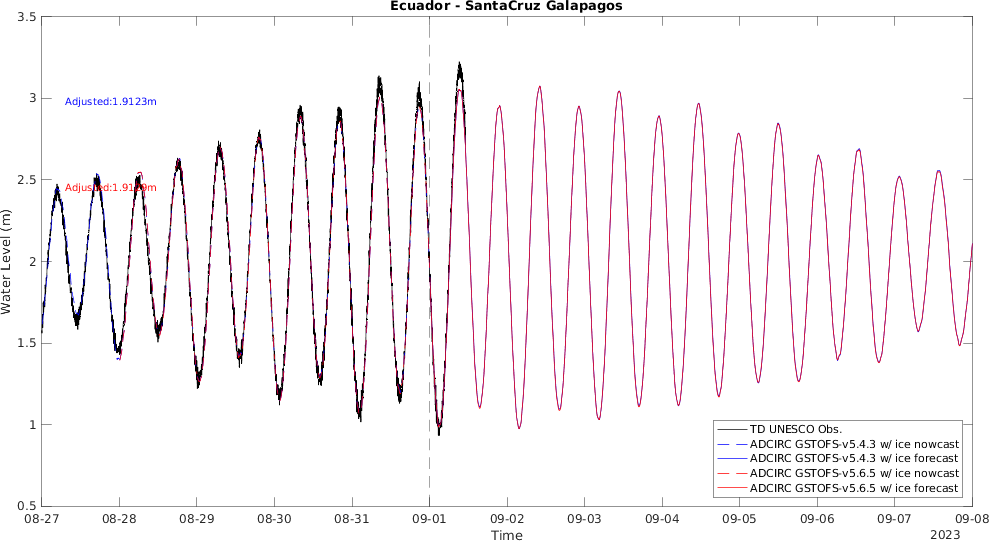 Ecuador - SantaCruz Galapagos
3.5
3
2.5
2
1.5
1
0.5
Water Level (m)
Adjusted:1.9123m
TD UNESCO Obs.
ADCIRC GSTOFS-v5.4.3 w/ ice nowcast
ADCIRC GSTOFS-v5.4.3 w/ ice forecast
ADCIRC GSTOFS-v5.6.5 w/ ice nowcast
ADCIRC GSTOFS-v5.6.5 w/ ice forecast
08-27 08-28 08-29 08-30 08-31 09-01 09-02 09-03 09-04 09-05 09-06 09-07 09-08
Time
2023